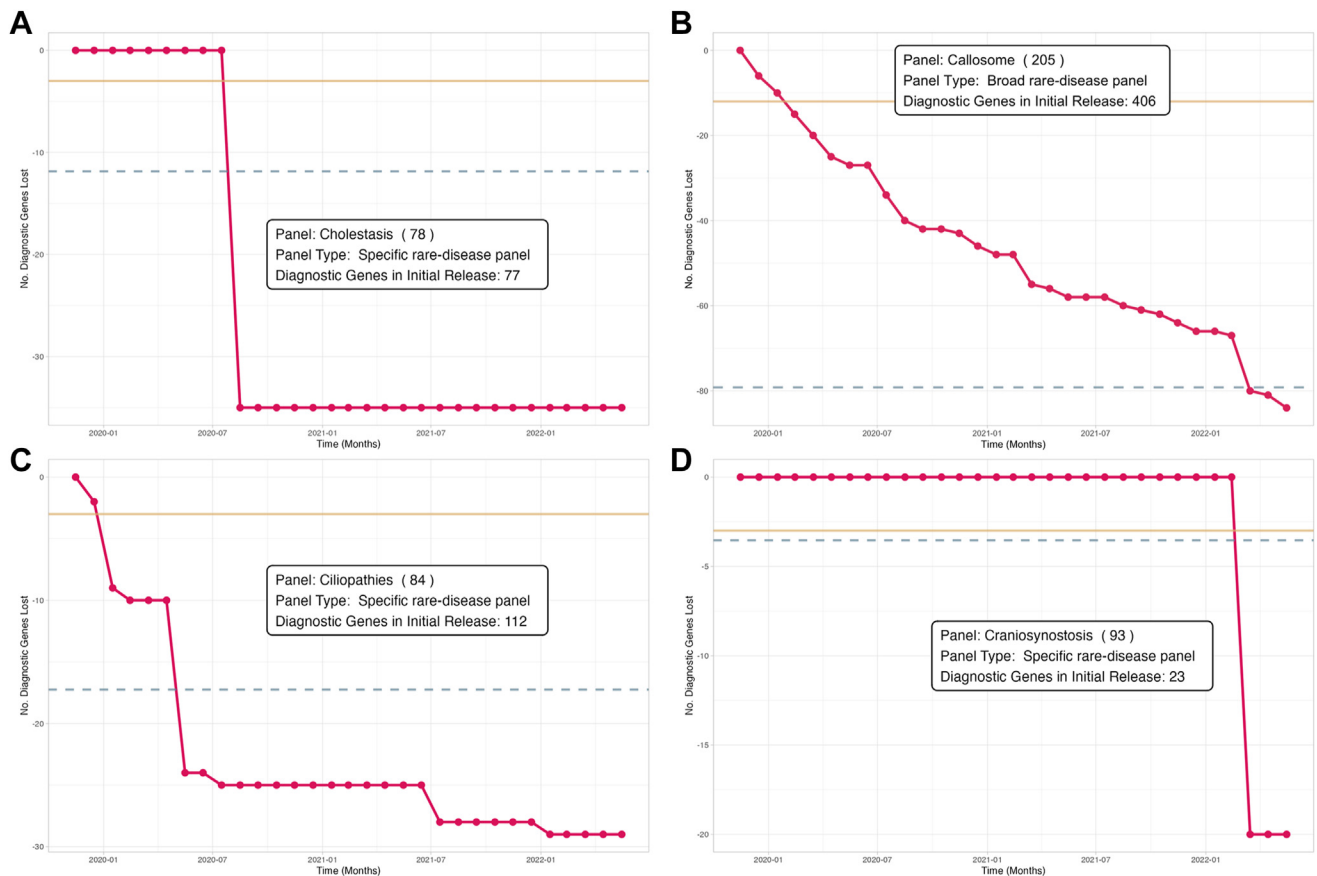 A
0
-10
-20
-30
No. Diagnostic Genes Lost
Panel: Cholestasis ( 78 )
Panel Type: Specific rare-disease panel
Diagnostic Genes in Initial Release: 77
2020-01 2020-07 2021-01 2021-07 2022-01
Time (Months)
B
0
-20
-40
-60
-80
No. Diagnostic Genes Lost
Panel: Callosome ( 205 )
Panel Type: Broad rare-disease panel
Diagnostic Genes in Initial Release: 406
2020-01 2020-07 2021-01 2021-07 2022-01
Time (Months)
C
0
-10
-20
-30
No. Diagnostic Genes Lost
Panel: Ciliopathies ( 84 )
Panel Type: Specific rare-disease panel
Diagnostic Genes in Initial Release: 112
2020-01 2020-07 2021-01 2021-07 2022-01
Time (Months)
D
0
-5
-10
-15
-20
No. Diagnostic Genes Lost
Panel: Craniosynostosis ( 93 )
Panel Type: Specific rare-disease panel
Diagnostic Genes in Initial Release: 23
2020-01 2020-07 2021-01 2021-07 2022-01
Time (Months)